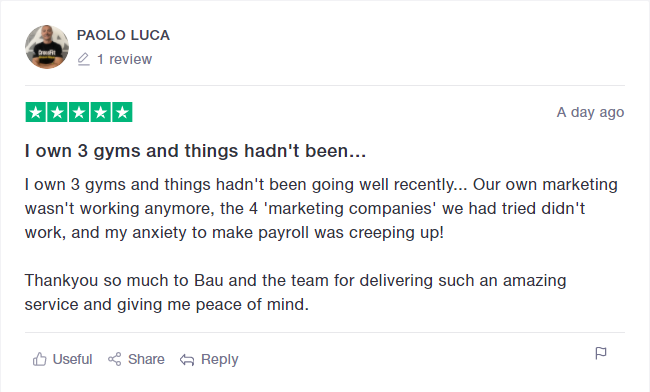 PAOLO LUCA
1 review
A day ago
I own 3 gyms and things hadn't been...
I own 3 gyms and things hadn't been going well recently... Our own marketing
wasn't working anymore, the 4 'marketing companies' we had tried didn't
work, and my anxiety to make payroll was creeping up!
Thankyou so much to Bau and the team for delivering such an amazing
service and giving me peace of mind.
Useful Share Reply